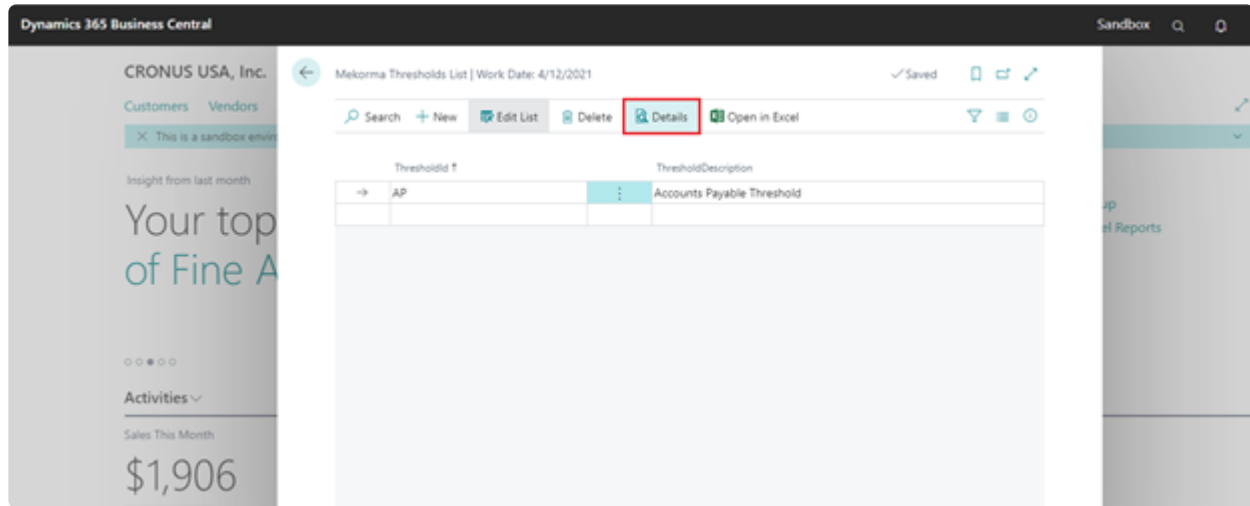 Dynamics 365 Business Central Sandbox
CRONUS USA, Inc.
Mekorma Thresholds List | Work Date: 4/12/2021 ✓Saved
Customers Vendors
Search + New Edit List Delete Details Open in Excel
This is a sandbox envir
ThresholdId ↑ ThresholdDescription
Insight from last month
→ AP ⋮ Accounts Payable Threshold
Your top
of Fine A
up
el Reports
Activities
Sales This Month
$1,906